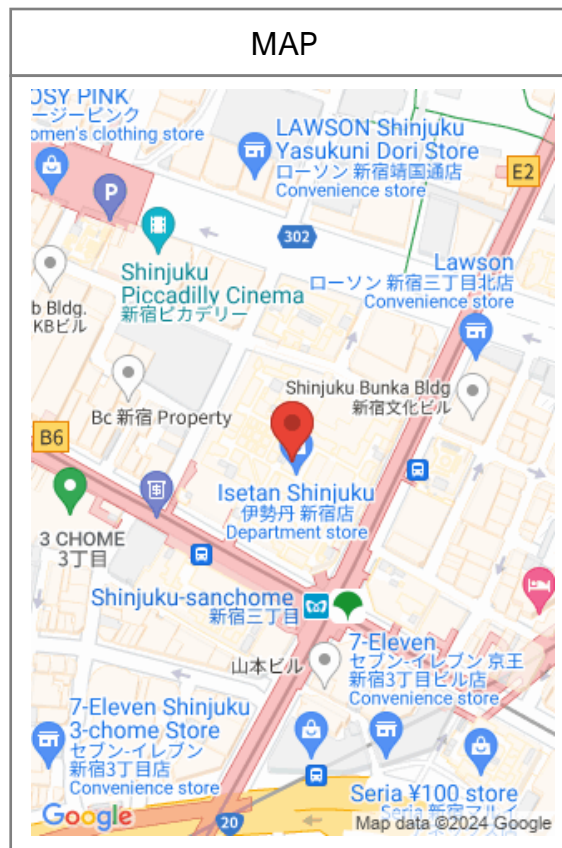 MAP
OSY PINK
ージーピンク
omen's clothing store
P
LAWSON Shinjuku
Yasukuni Dori Store
ローソン 新宿靖国通店
Convenience store
E2
302
Shinjuku
Piccadilly Cinema
新宿ピカデリー
Lawson
ローソン 新宿三丁目北店
Convenience store
b Bldg.
KBビル
Shinjuku Bunka Bldg
新宿文化ビル
Bc 新宿 Property
B6
Isetan Shinjuku
伊勢丹 新宿店
Department store
3 CHOME
3丁目
Shinjuku-sanchome
新宿三丁目
山本ビル
7-Eleven
セブン-イレブン 京王
新宿3丁目ビル店
Convenience store
7-Eleven Shinjuku
3-chome Store
セブン-イレブン
新宿3丁目店
Convenience store
Seria ¥100 store
Seria 新宿マルイ
Google
20
Map data ©2024 Google